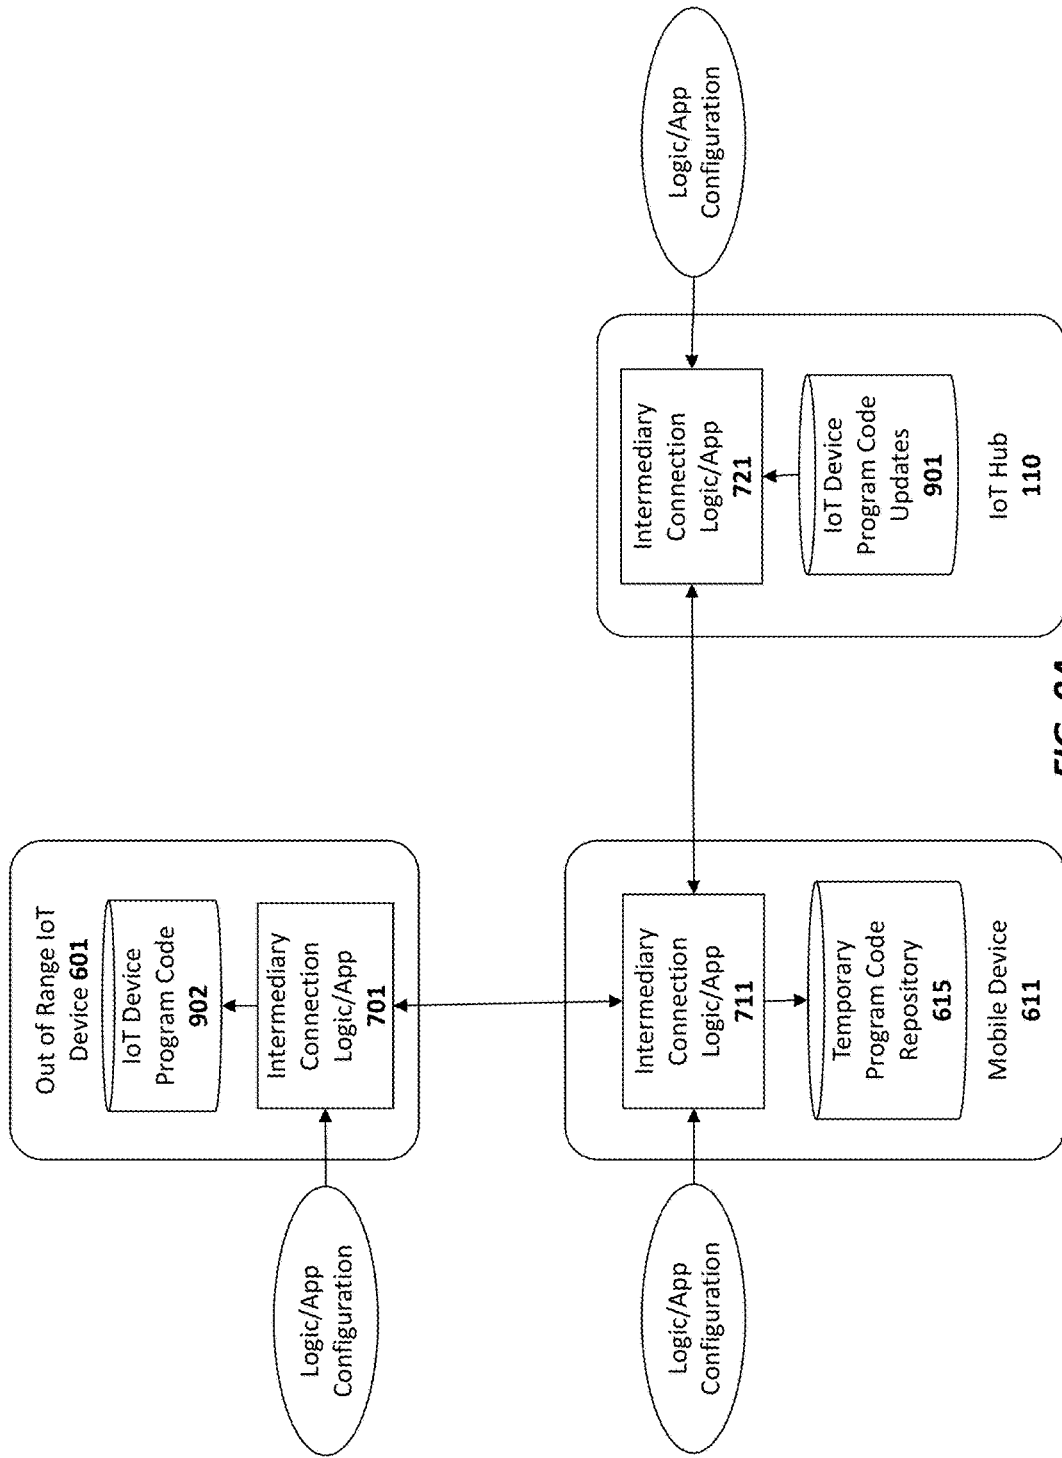 Out of Range IoT
Device 601
IoT Device
Program Code
902
Intermediary
Connection
Logic/App
701
Logic/App
Configuration
Logic/App
Configuration
Intermediary
Connection
Logic/App
711
Temporary
Program Code
Repository
615
Mobile Device
611
Intermediary
Connection
Logic/App
721
IoT Device
Program Code
Updates
901
IoT Hub
110
Logic/App
Configuration
FIG.